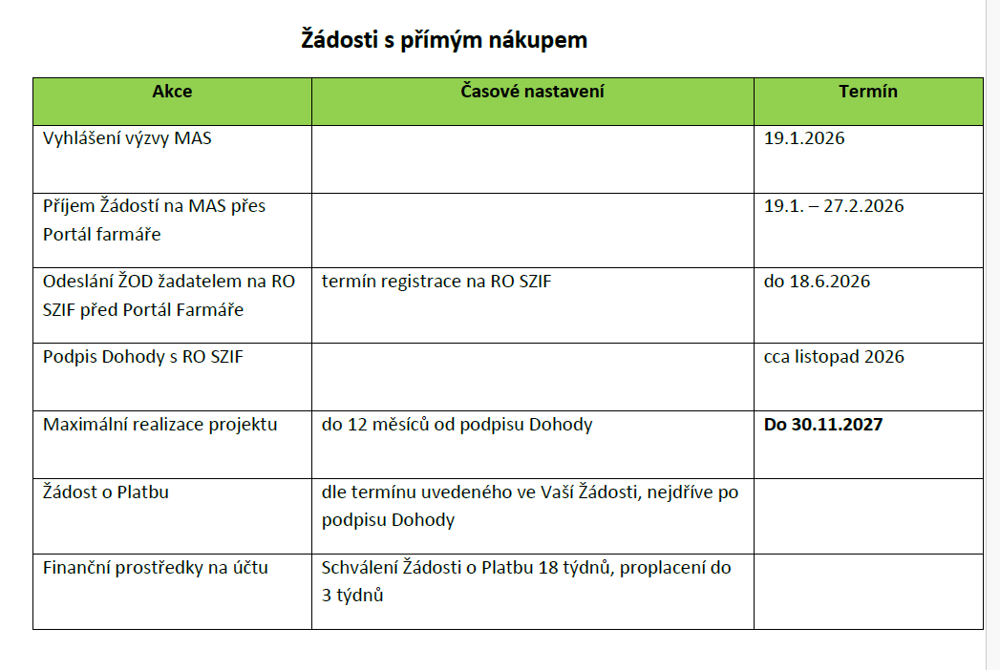 Žádosti s přímým nákupem
Akce Časové nastavení Termín
Vyhlášení výzvy MAS 19.1.2026
Příjem Žádostí na MAS přes 19.1. – 27.2.2026
Portál farmáře
Odeslání ŽOD žadatelem na RO termín registrace na RO SZIF do 18.6.2026
SZIF před Portál Farmáře
Podpis Dohody s RO SZIF cca listopad 2026
Maximální realizace projektu do 12 měsíců od podpisu Dohody Do 30.11.2027
Žádost o Platbu dle termínu uvedeného ve Vaší Žádosti, nejdříve po
podpisu Dohody
Finanční prostředky na účtu Schválení Žádosti o Platbu 18 týdnů, proplacení do
3 týdnů